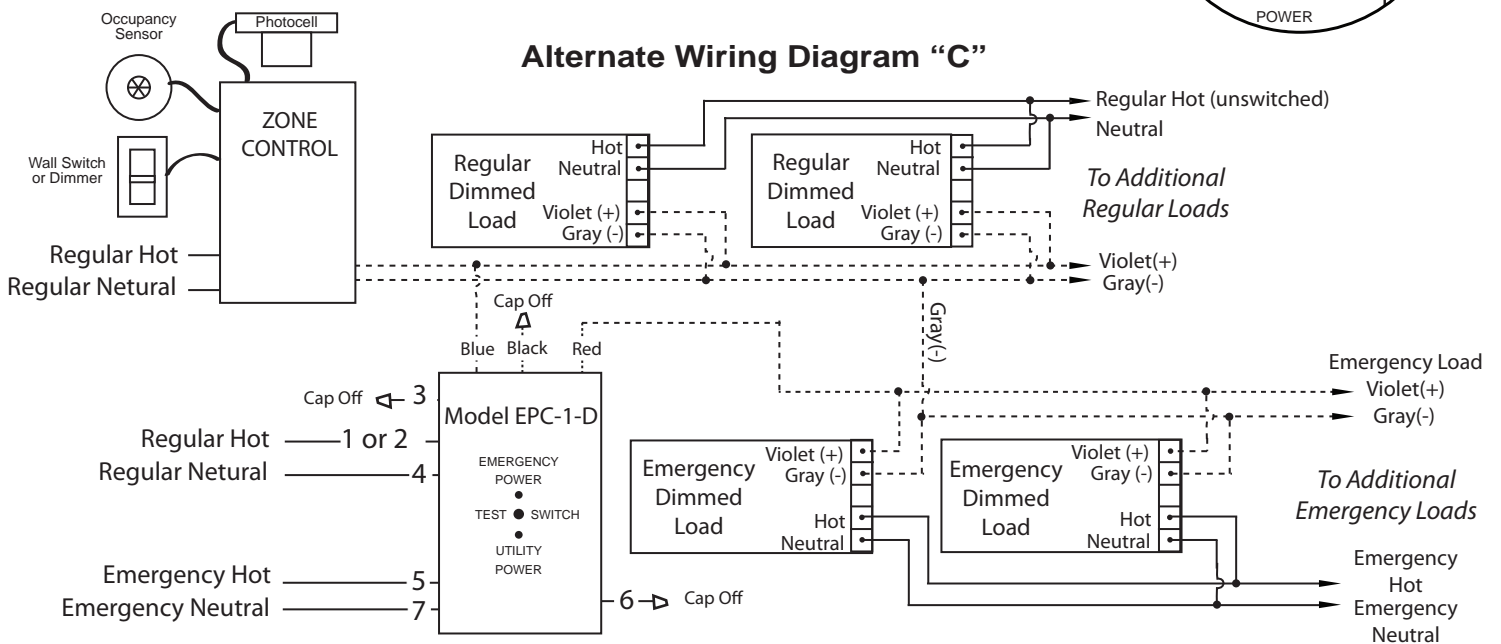 POWER
Alternate Wiring Diagram “C”
Occupancy
Sensor
Photocell
ZONE
CONTROL
Wall Switch
or Dimmer
Regular Hot
Regular Netural
Regular
Dimmed
Load
Hot
Neutral
Violet (+)
Gray (-)
Regular
Dimmed
Load
Hot
Neutral
Violet (+)
Gray (-)
Regular Hot (unswitched)
Neutral
To Additional
Regular Loads
Violet(+)
Gray(-)
Cap Off
Blue Black Red
Gray(-)
Cap Off 3
Regular Hot 1 or 2
Regular Netural 4
Model EPC-1-D
EMERGENCY
POWER
TEST SWITCH
UTILITY
POWER
Emergency Hot 5
Emergency Neutral 7
6 Cap Off
Emergency
Dimmed
Load
Violet (+)
Gray (-)
Hot
Neutral
Emergency
Dimmed
Load
Violet (+)
Gray (-)
Hot
Neutral
Emergency Load
Violet(+)
Gray(-)
To Additional
Emergency Loads
Emergency
Hot
Emergency
Neutral